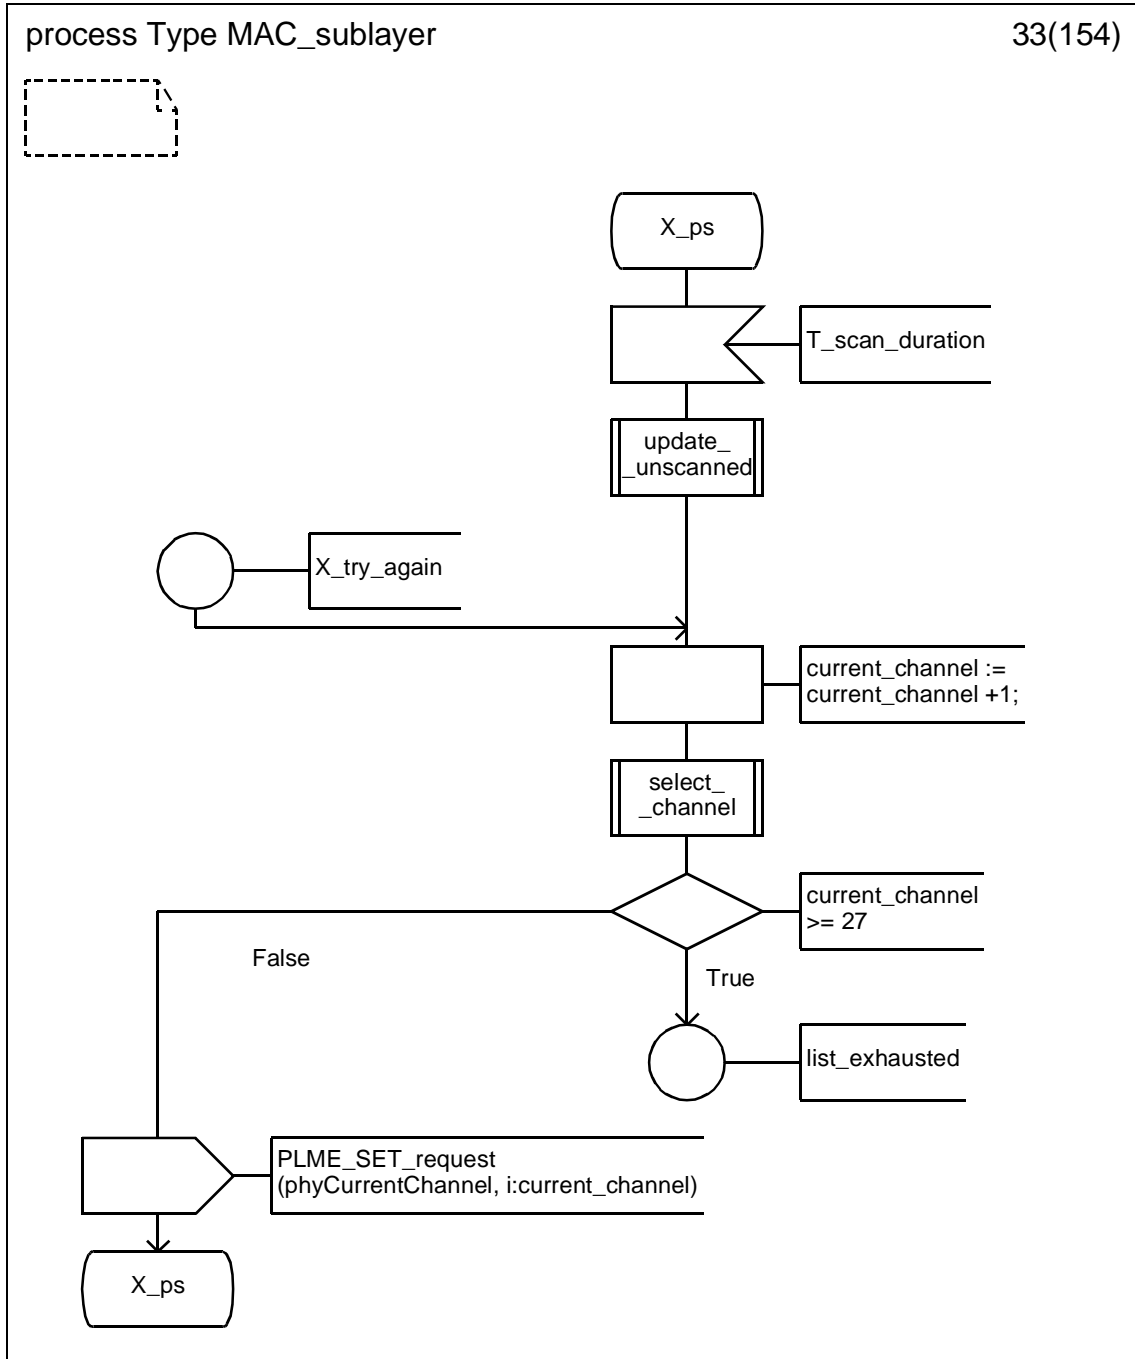 process Type MAC_sublayer
33(154)
X_ps
T_scan_duration
update_
_unscanned
X_try_again
current_channel :=
current_channel +1;
select_
_channel
current_channel
>= 27
False
True
list_exhausted
PLME_SET_request
(phyCurrentChannel, i:current_channel)
X_ps